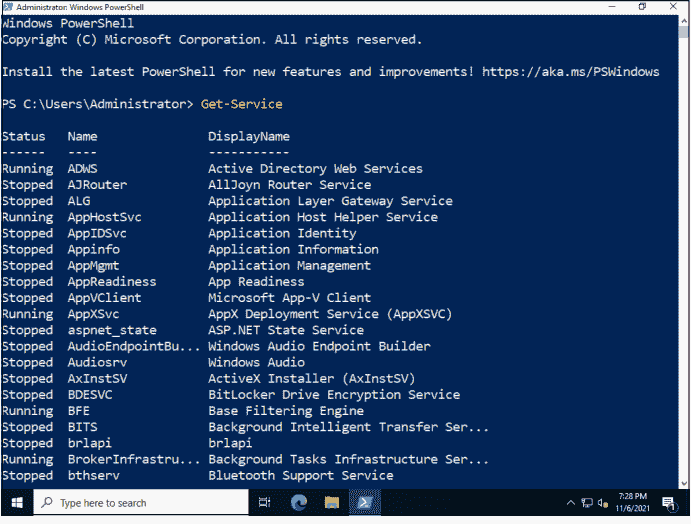 Administrator: Windows PowerShell
Windows PowerShell
Copyright (C) Microsoft Corporation. All rights reserved.
Install the latest PowerShell for new features and improvements! https://aka.ms/PSWindows
PS C:\Users\Administrator> Get-Service
Status Name DisplayName
------ ---- -----------
Running ADWS Active Directory Web Services
Stopped AJRouter AllJoyn Router Service
Stopped ALG Application Layer Gateway Service
Running AppHostSvc Application Host Helper Service
Stopped AppIDSvc Application Identity
Stopped Appinfo Application Information
Stopped AppMgmt Application Management
Stopped AppReadiness App Readiness
Stopped AppVClient Microsoft App-V Client
Running AppXSvc AppX Deployment Service (AppXSVC)
Stopped aspnet_state ASP.NET State Service
Stopped AudioEndpointBu... Windows Audio Endpoint Builder
Stopped Audiosrv Windows Audio
Stopped AxInstSV ActiveX Installer (AxInstSV)
Stopped BDESVC BitLocker Drive Encryption Service
Running BFE Base Filtering Engine
Stopped BITS Background Intelligent Transfer Ser...
Stopped brlapi brlapi
Running BrokerInfrastru... Background Tasks Infrastructure Ser...
Stopped bthserv Bluetooth Support Service
Type here to search
7:28 PM
11/6/2021